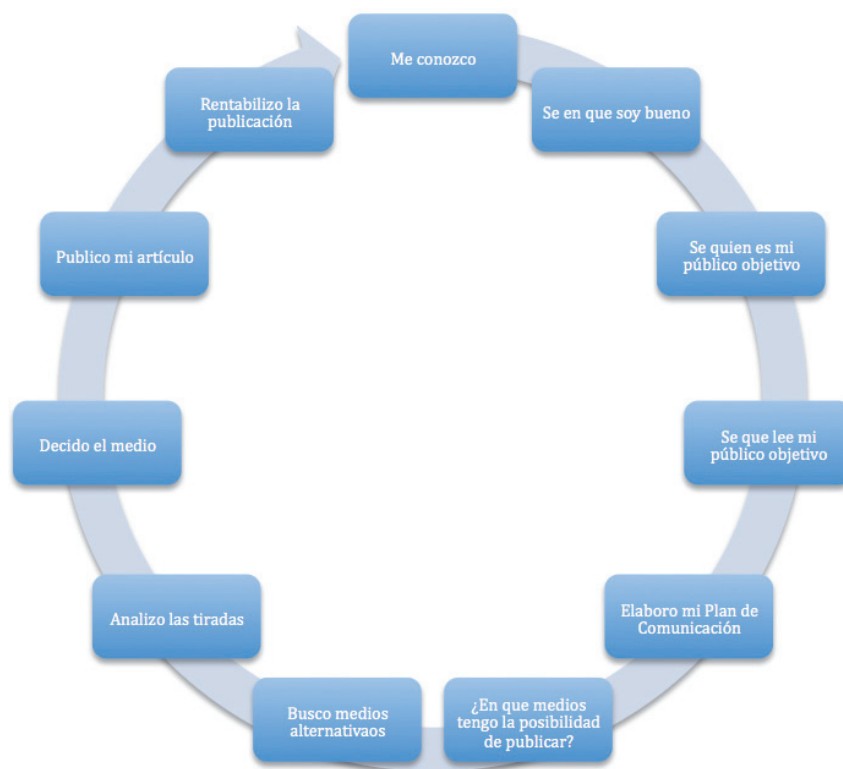 Me conozco
Se en que soy bueno
Se quien es mi
público objetivo
Se que lee mi
público objetivo
Elaboro mi Plan de
Comunicación
¿En que medios
tengo la posibilidad
de publicar?
Busco medios
alternativaos
Analizo las tiradas
Decido el medio
Publico mi artículo
Rentabilizo la
publicación